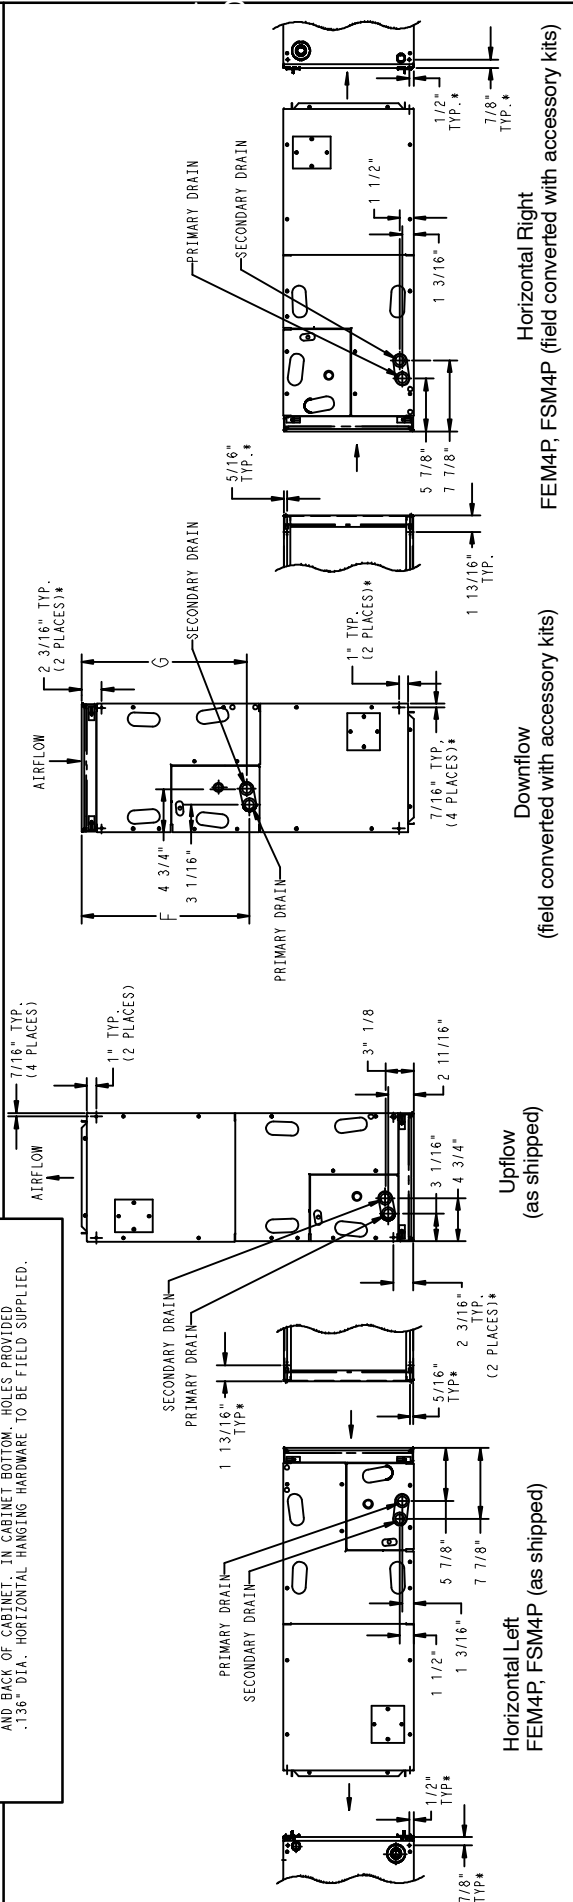 AND BACK OF CABINET. IN CABINET BOTTOM. HOLES PROVIDED
.136" DIA. HORIZONTAL HANGING HARDWARE TO BE FIELD SUPPLIED.
7/8"
TYP*
1/2"
TYP*
PRIMARY DRAIN
SECONDARY DRAIN
1 1/2"
1 3/16"
5 7/8"
7 7/8"
Horizontal Left
FEM4P, FSM4P (as shipped)
1 13/16"
TYP*
5/16"
TYP*
SECONDARY DRAIN
PRIMARY DRAIN
AIRFLOW
7/16" TYP.
(4 PLACES)
1" TYP.
(2 PLACES)
3" 1/8
2 11/16"
3 1/16"
4 3/4"
2 3/16"
TYP.
(2 PLACES)*
Upflow
(as shipped)
AIRFLOW
2 3/16" TYP.
(2 PLACES)*
F
G
4 3/4"
3 1/16"
PRIMARY DRAIN
SECONDARY DRAIN
1" TYP.
(2 PLACES)*
7/16" TYP,
(4 PLACES)*
Downflow
(field converted with accessory kits)
5/16"
TYP.*
1 13/16"
TYP.
PRIMARY DRAIN
SECONDARY DRAIN
5 7/8"
7 7/8"
1 1/2"
1 3/16"
1/2"
TYP.*
7/8"
TYP.*
Horizontal Right
FEM4P, FSM4P (field converted with accessory kits)